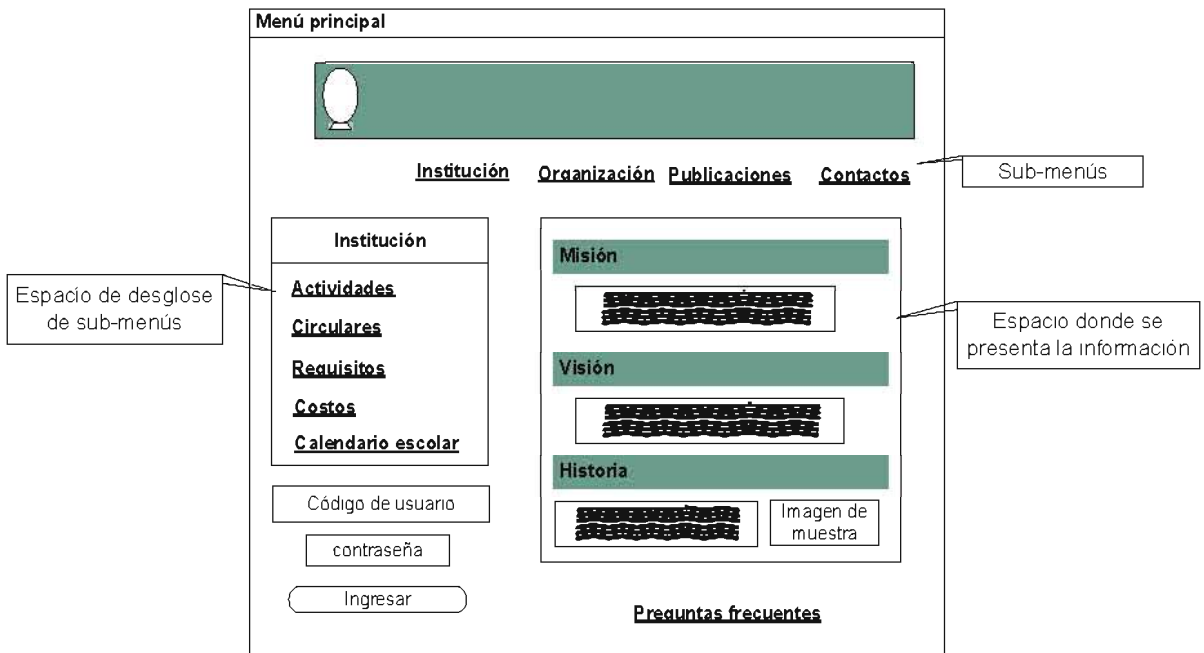 Menú principal
Institución
Organización
Publicaciones
Contactos
Sub-menús
Institución
Actividades
Circulares
Requisitos
Costos
Calendario escolar
Espacio de desglose
de sub-menús
Misión
Visión
Historia
Imagen de
muestra
Espacio donde se
presenta la información
Código de usuario
contraseña
Ingresar
Preguntas frecuentes